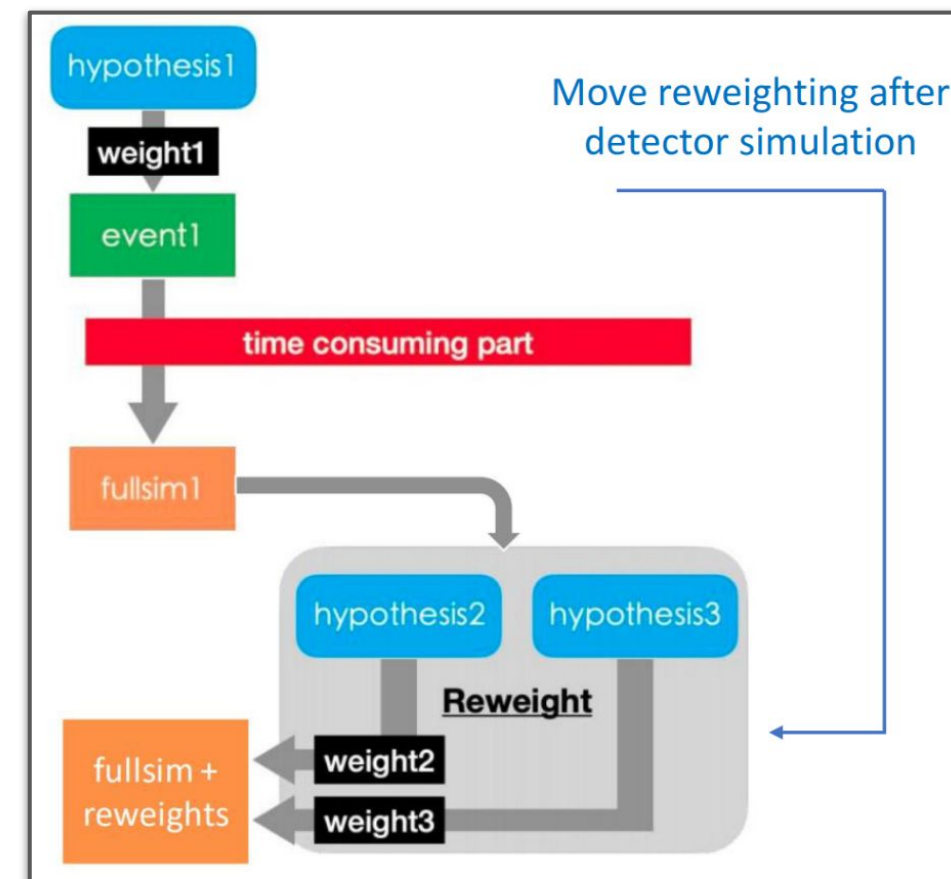 hypothesis1
Move reweighting after
detector simulation
weight1
event1
time consuming part
fullsim1
hypothesis2
hypothesis3
Reweight
fullsim +
reweights
weight2
weight3